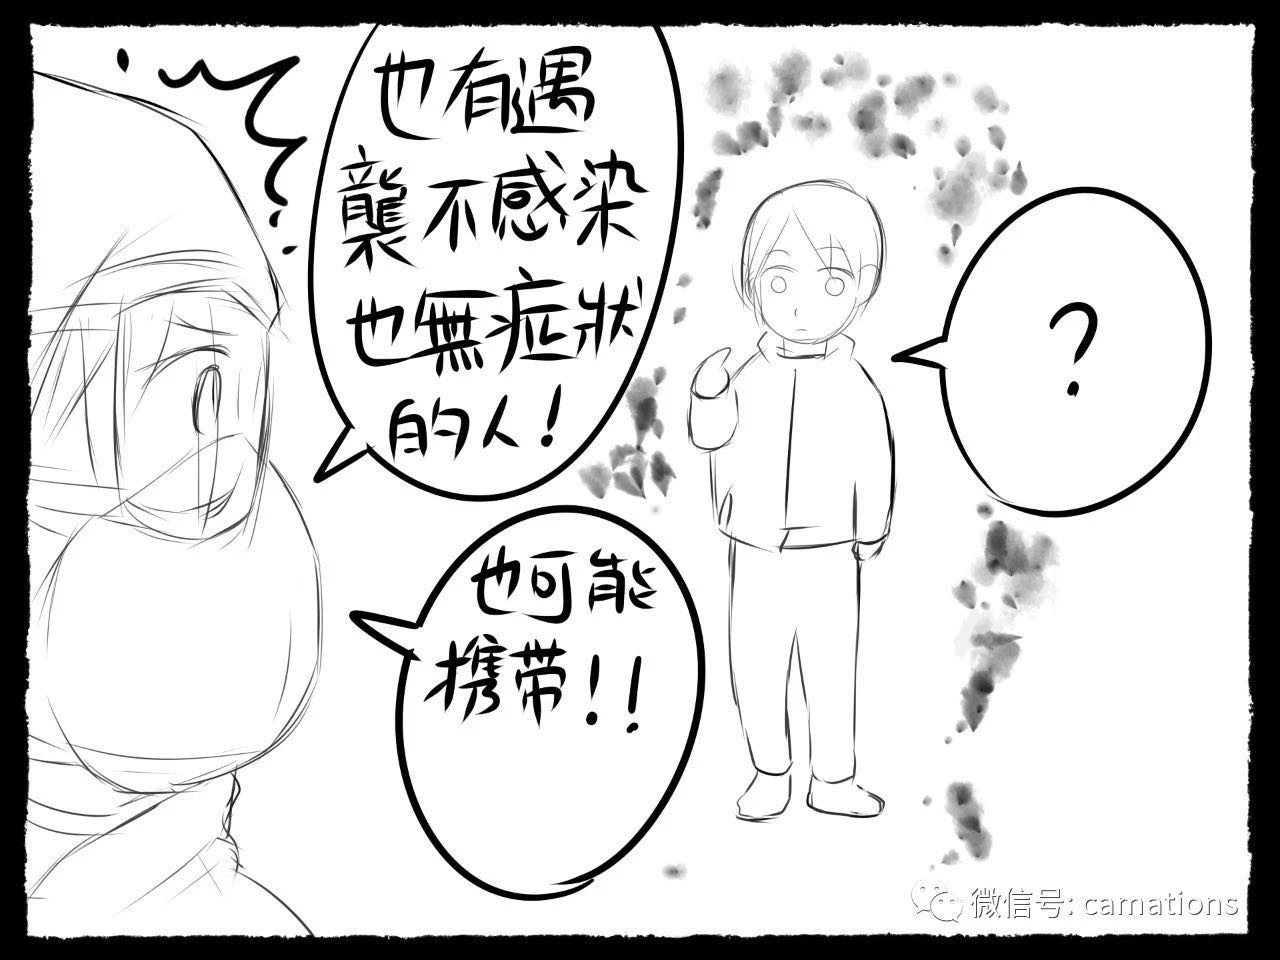 也有遇
襲不感染
也無症狀
的人！
也可能
携带！！
？
微信号: camations